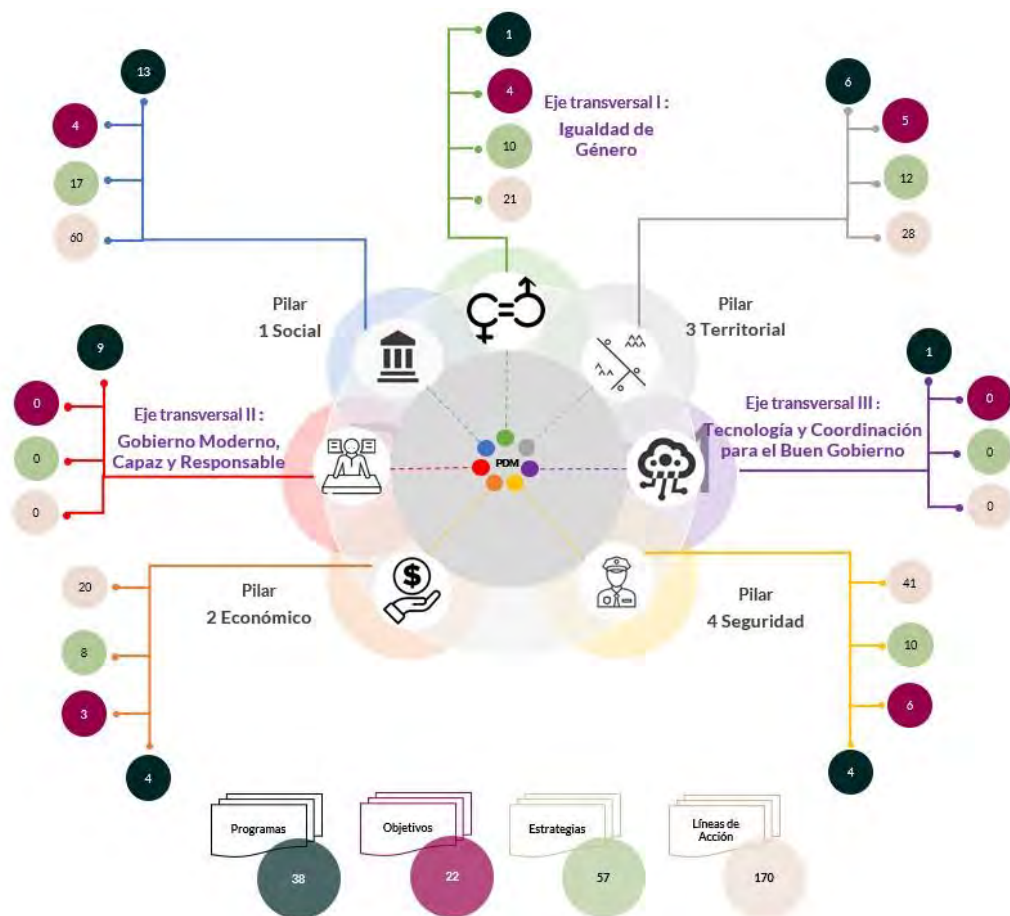 13
4
17
60
1
4
10
21
Eje transversal I :
Igualdad de
Género
6
5
12
28
Pilar
1 Social
Pilar
3 Territorial
9
0
0
0
Eje transversal II :
Gobierno Moderno,
Capaz y Responsable
PDM
Eje transversal III :
Tecnología y Coordinación
para el Buen Gobierno
1
0
0
0
20
8
3
4
Pilar
2 Económico
$
Pilar
4 Seguridad
41
10
6
4
Programas
38
Objetivos
22
Estrategias
57
Líneas de
Acción
170